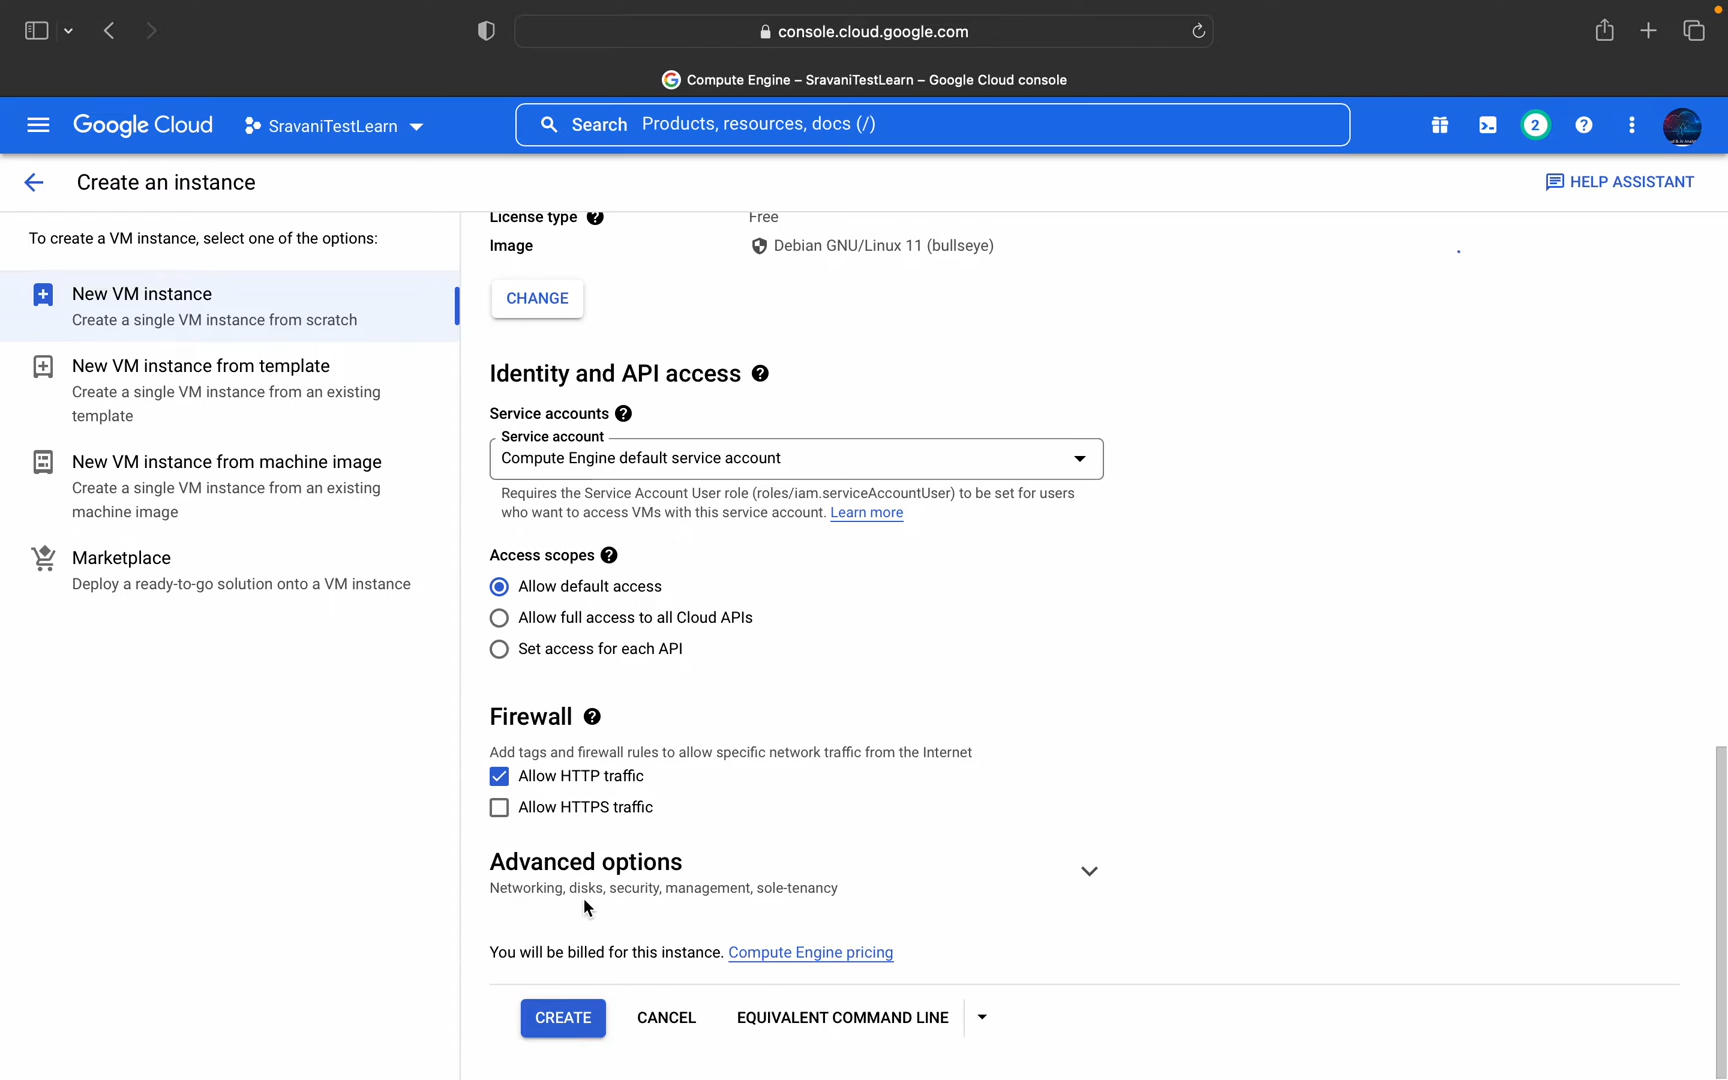 console.cloud.google.com
Compute Engine – SravaniTestLearn – Google Cloud console
Google Cloud
SravaniTestLearn
Search Products, resources, docs (/)
2
Create an instance
HELP ASSISTANT
To create a VM instance, select one of the options:
New VM instance
Create a single VM instance from scratch
New VM instance from template
Create a single VM instance from an existing
template
New VM instance from machine image
Create a single VM instance from an existing
machine image
Marketplace
Deploy a ready-to-go solution onto a VM instance
License type Free
Image Debian GNU/Linux 11 (bullseye)
CHANGE
Identity and API access
Service accounts
Service account
Compute Engine default service account
Requires the Service Account User role (roles/iam.serviceAccountUser) to be set for users
who want to access VMs with this service account. Learn more
Access scopes
Allow default access
Allow full access to all Cloud APIs
Set access for each API
Firewall
Add tags and firewall rules to allow specific network traffic from the Internet
Allow HTTP traffic
Allow HTTPS traffic
Advanced options
Networking, disks, security, management, sole-tenancy
You will be billed for this instance. Compute Engine pricing
CREATE CANCEL EQUIVALENT COMMAND LINE